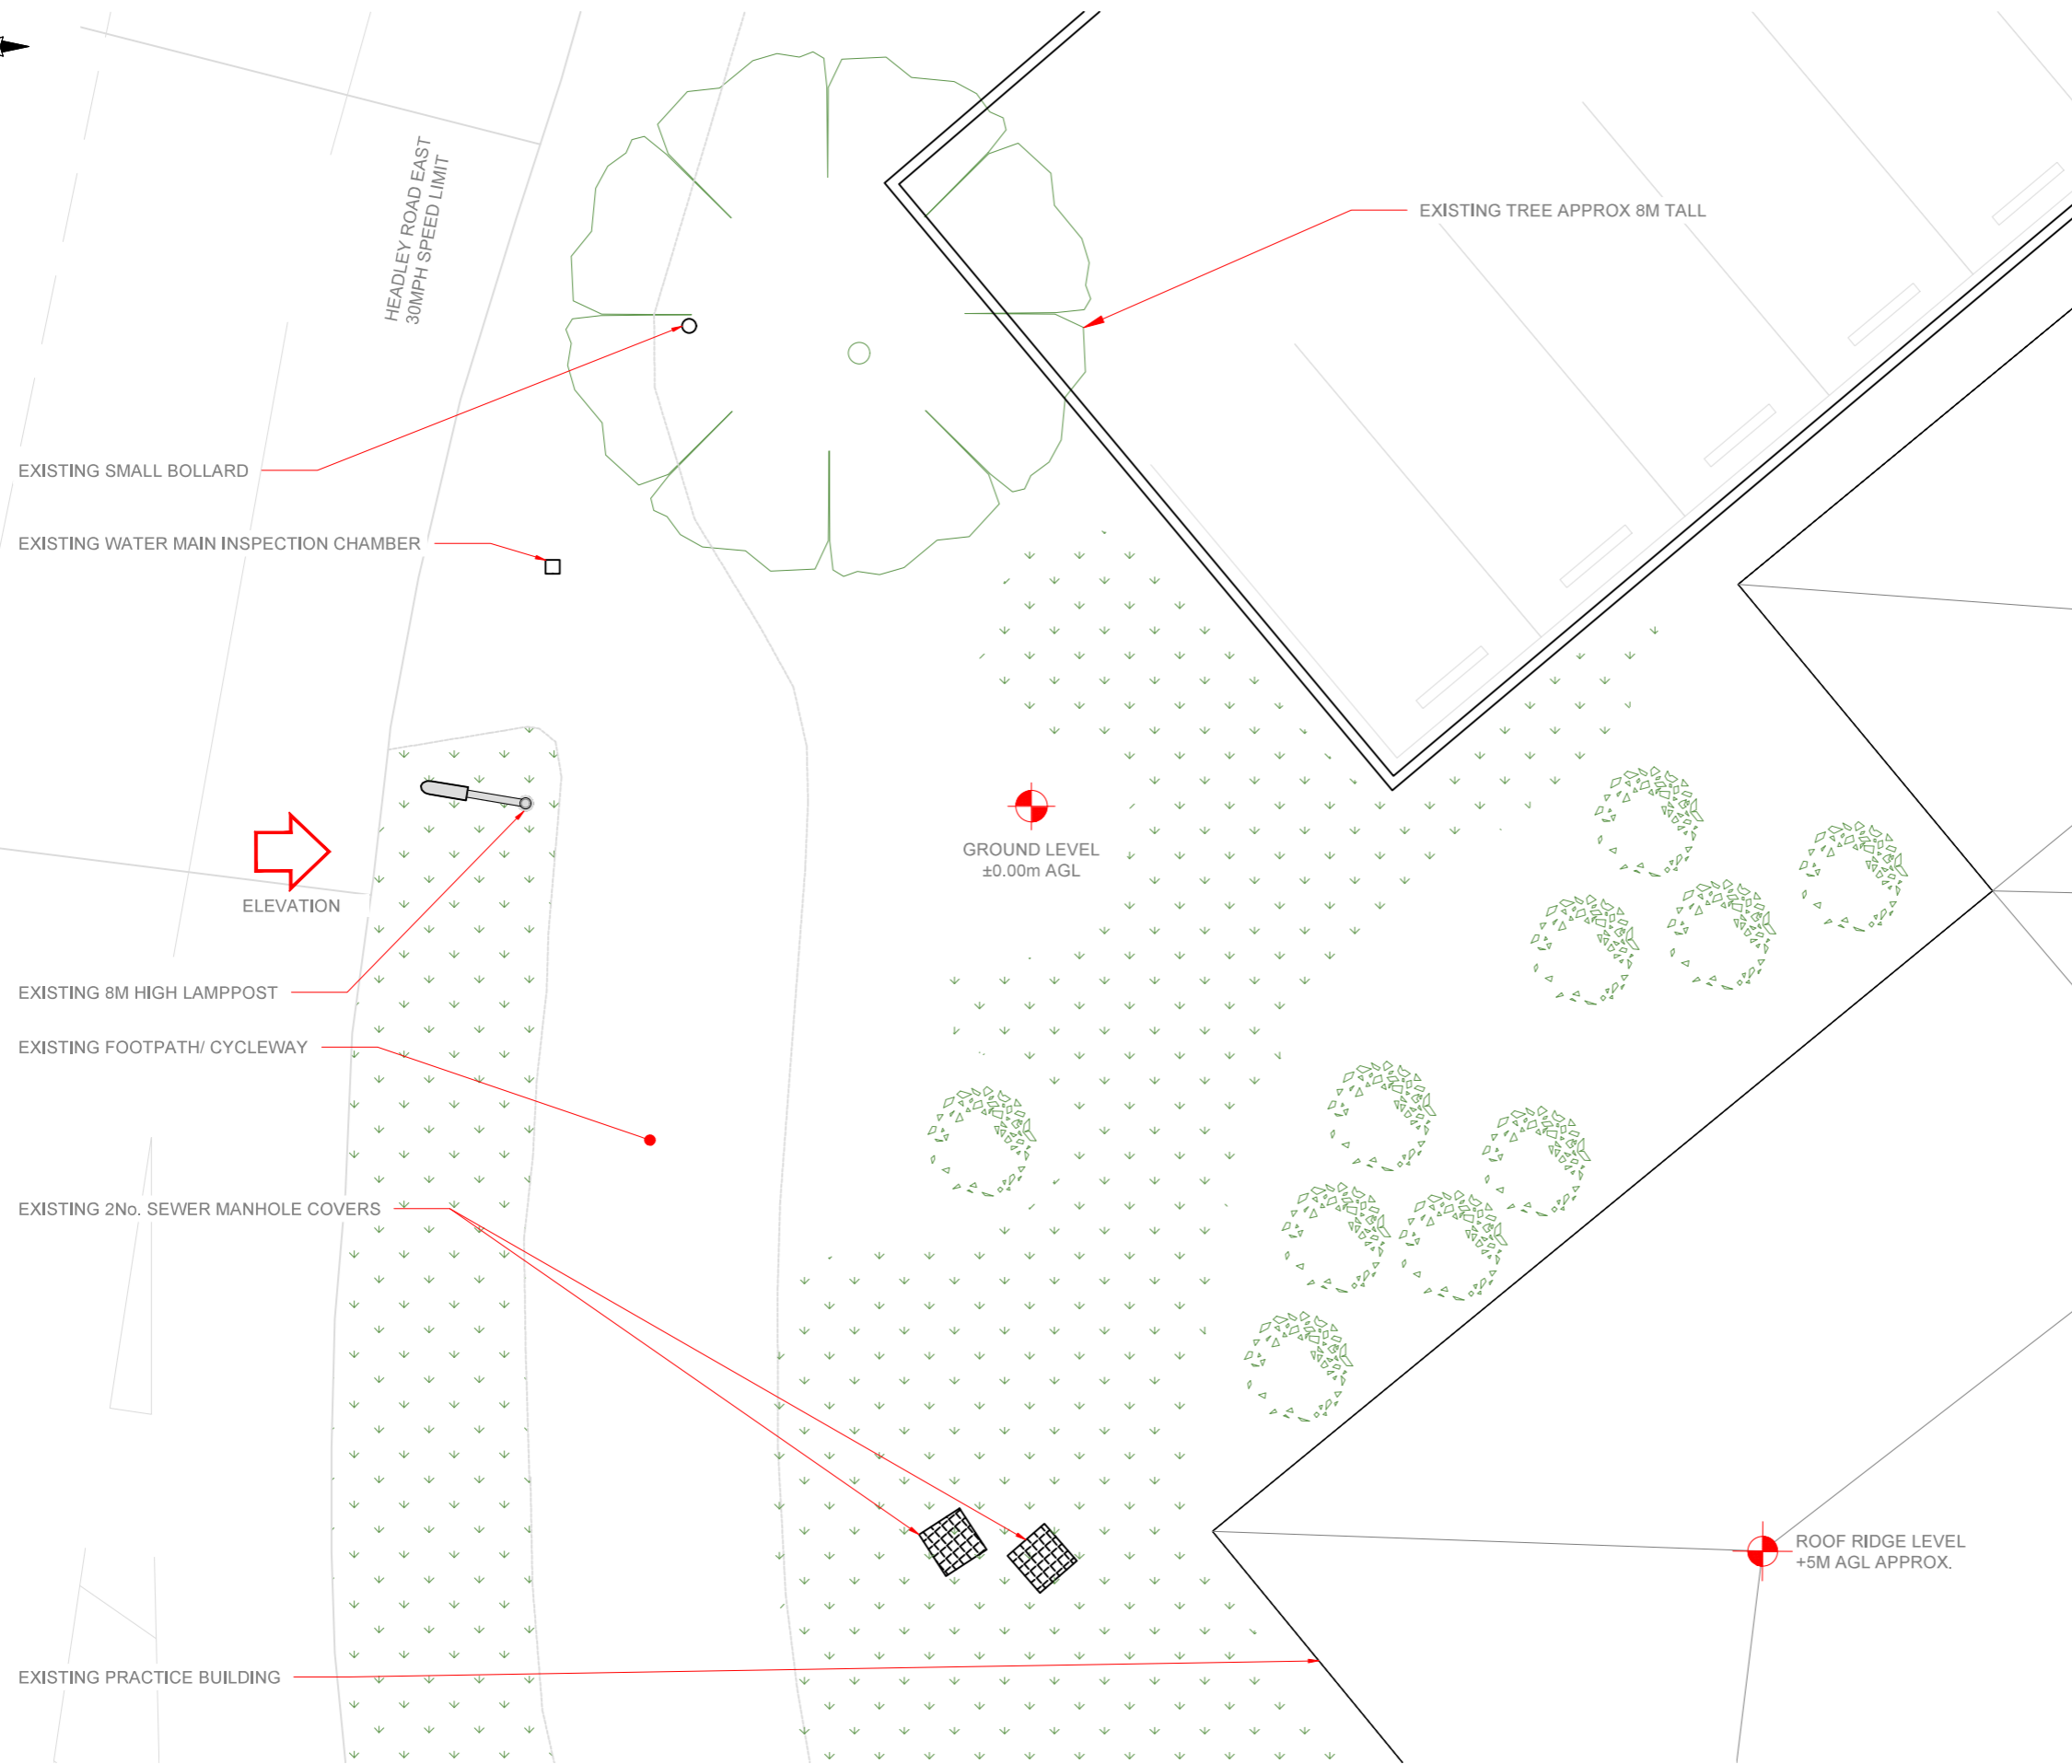 HEADLEY ROAD EAST
30MPH SPEED LIMIT
EXISTING TREE APPROX 8M TALL
EXISTING SMALL BOLLARD
EXISTING WATER MAIN INSPECTION CHAMBER
GROUND LEVEL
±0.00m AGL
ELEVATION
EXISTING 8M HIGH LAMPPOST
EXISTING FOOTPATH/ CYCLEWAY
EXISTING 2No. SEWER MANHOLE COVERS
ROOF RIDGE LEVEL
+5M AGL APPROX.
EXISTING PRACTICE BUILDING